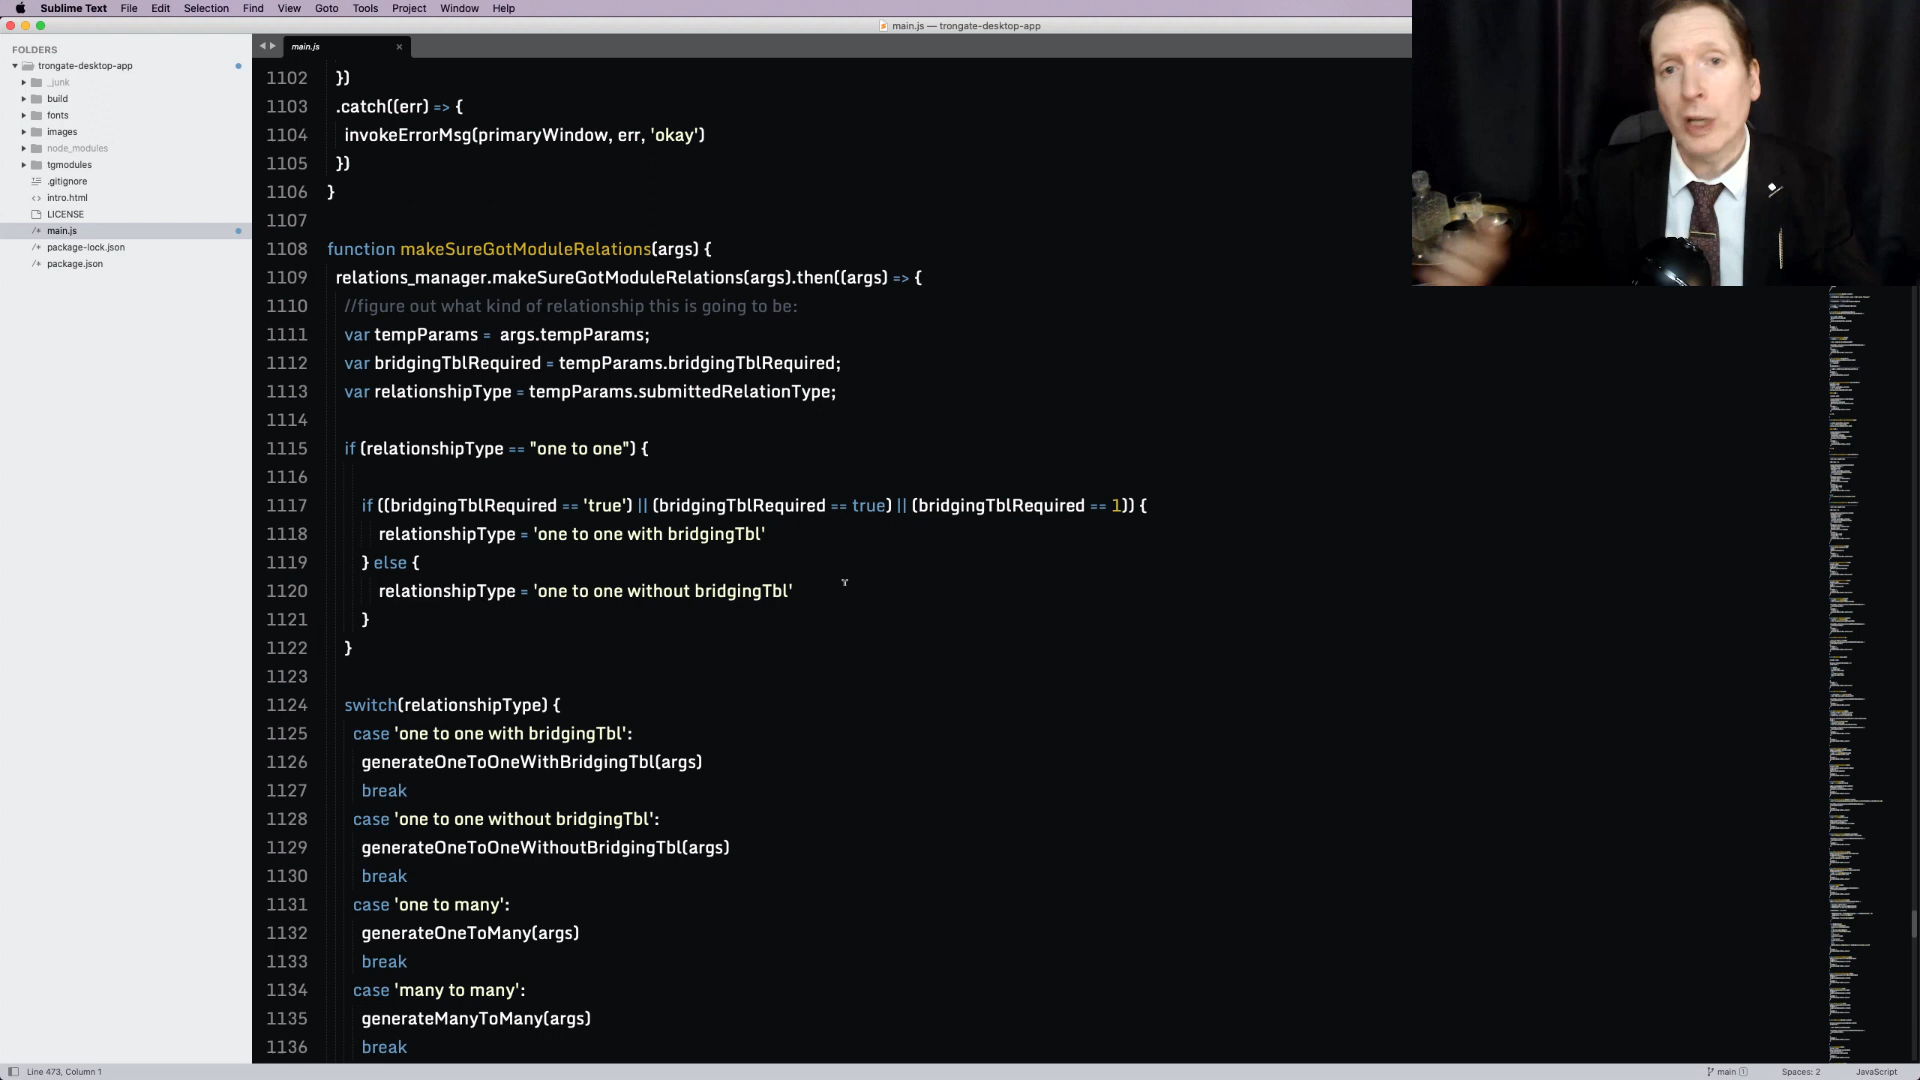 Sublime Text File Edit Selection Find View Goto Tools Project Window Help
main.js — trongate-desktop-app
FOLDERS
trongate-desktop-app
_junk
build
fonts
images
node_modules
tgmodules
.gitignore
intro.html
LICENSE
main.js
package-lock.json
package.json
main.js
1102 })
1103 .catch((err) => {
1104 invokeErrorMsg(primaryWindow, err, 'okay')
1105 })
1106 }
1107
1108 function makeSureGotModuleRelations(args) {
1109 relations_manager.makeSureGotModuleRelations(args).then((args) => {
1110 //figure out what kind of relationship this is going to be:
1111 var tempParams = args.tempParams;
1112 var bridgingTblRequired = tempParams.bridgingTblRequired;
1113 var relationshipType = tempParams.submittedRelationType;
1114
1115 if (relationshipType == "one to one") {
1116
1117 if ((bridgingTblRequired == 'true') || (bridgingTblRequired == true) || (bridgingTblRequired == 1)) {
1118 relationshipType = 'one to one with bridgingTbl'
1119 } else {
1120 relationshipType = 'one to one without bridgingTbl'
1121 }
1122 }
1123
1124 switch(relationshipType) {
1125 case 'one to one with bridgingTbl':
1126 generateOneToOneWithBridgingTbl(args)
1127 break
1128 case 'one to one without bridgingTbl':
1129 generateOneToOneWithoutBridgingTbl(args)
1130 break
1131 case 'one to many':
1132 generateOneToMany(args)
1133 break
1134 case 'many to many':
1135 generateManyToMany(args)
1136 break
Line 473, Column 1
main 1 Spaces: 2 JavaScript